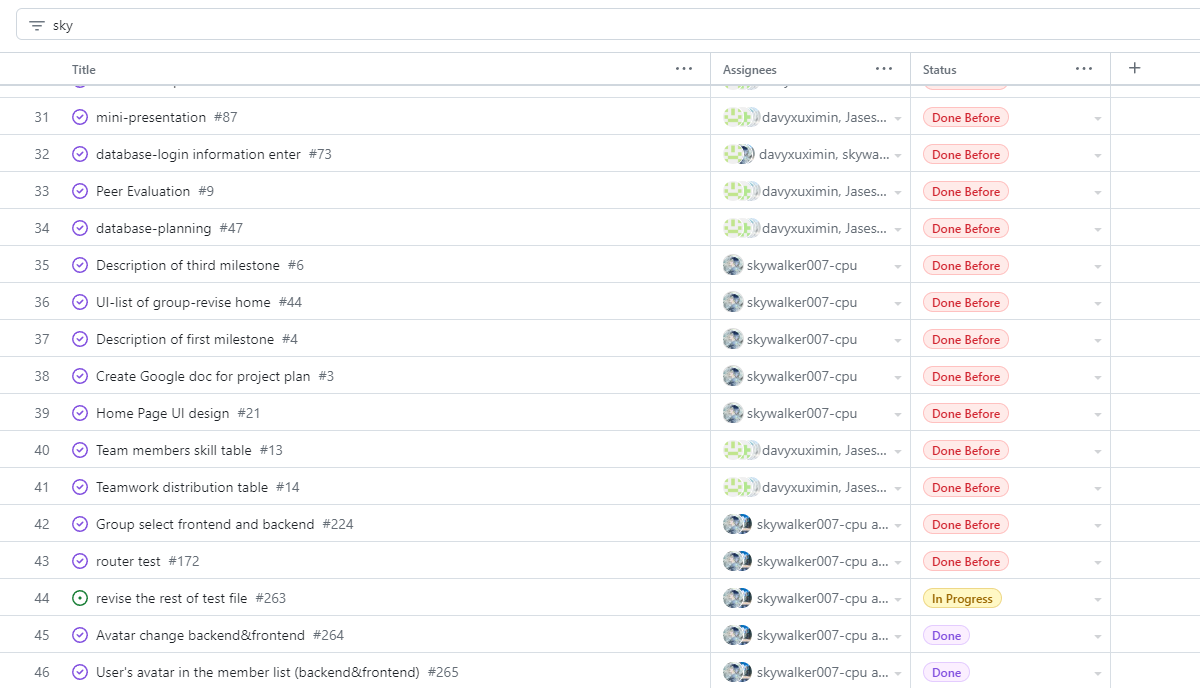 sky
Title ... Assignees ... Status ... +
31 mini-presentation #87 davyxuximin, Jases... Done Before
32 database-login information enter #73 davyxuximin, skywa... Done Before
33 Peer Evaluation #9 davyxuximin, Jases... Done Before
34 database-planning #47 davyxuximin, Jases... Done Before
35 Description of third milestone #6 skywalker007-cpu Done Before
36 UI-list of group-revise home #44 skywalker007-cpu Done Before
37 Description of first milestone #4 skywalker007-cpu Done Before
38 Create Google doc for project plan #3 skywalker007-cpu Done Before
39 Home Page UI design #21 skywalker007-cpu Done Before
40 Team members skill table #13 davyxuximin, Jases... Done Before
41 Teamwork distribution table #14 davyxuximin, Jases... Done Before
42 Group select frontend and backend #224 skywalker007-cpu a... Done Before
43 router test #172 skywalker007-cpu a... Done Before
44 revise the rest of test file #263 skywalker007-cpu a... In Progress
45 Avatar change backend&frontend #264 skywalker007-cpu a... Done
46 User's avatar in the member list (backend&frontend) #265 skywalker007-cpu a... Done